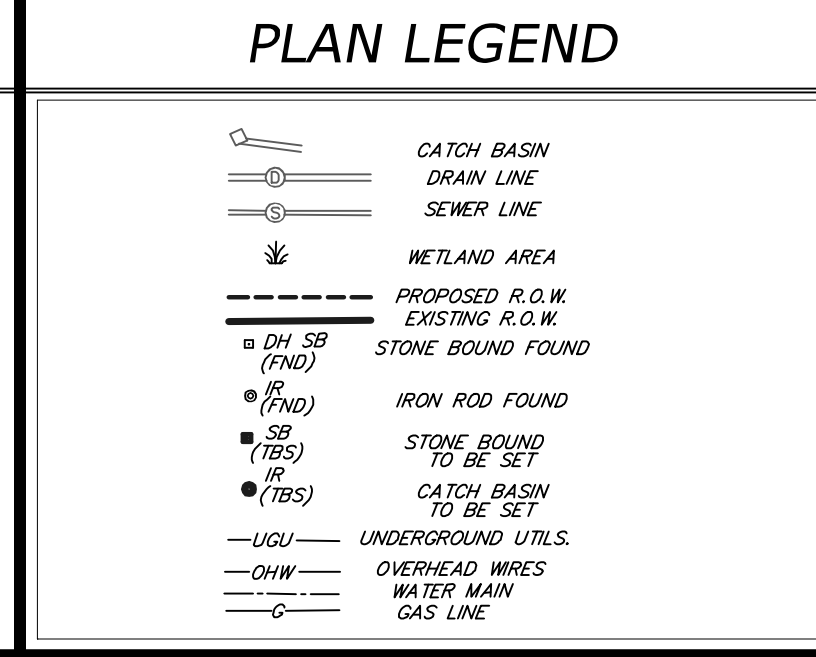 PLAN LEGEND
CATCH BASIN
D DRAIN LINE
S SEWER LINE
WETLAND AREA
PROPOSED R.O.W.
EXISTING R.O.W.
DH SB STONE BOUND FOUND
(FND)
IR IRON ROD FOUND
(FND)
SB STONE BOUND
(TBS) TO BE SET
IR CATCH BASIN
(TBS) TO BE SET
UGU UNDERGROUND UTILS.
OHW OVERHEAD WIRES
WATER MAIN
G GAS LINE